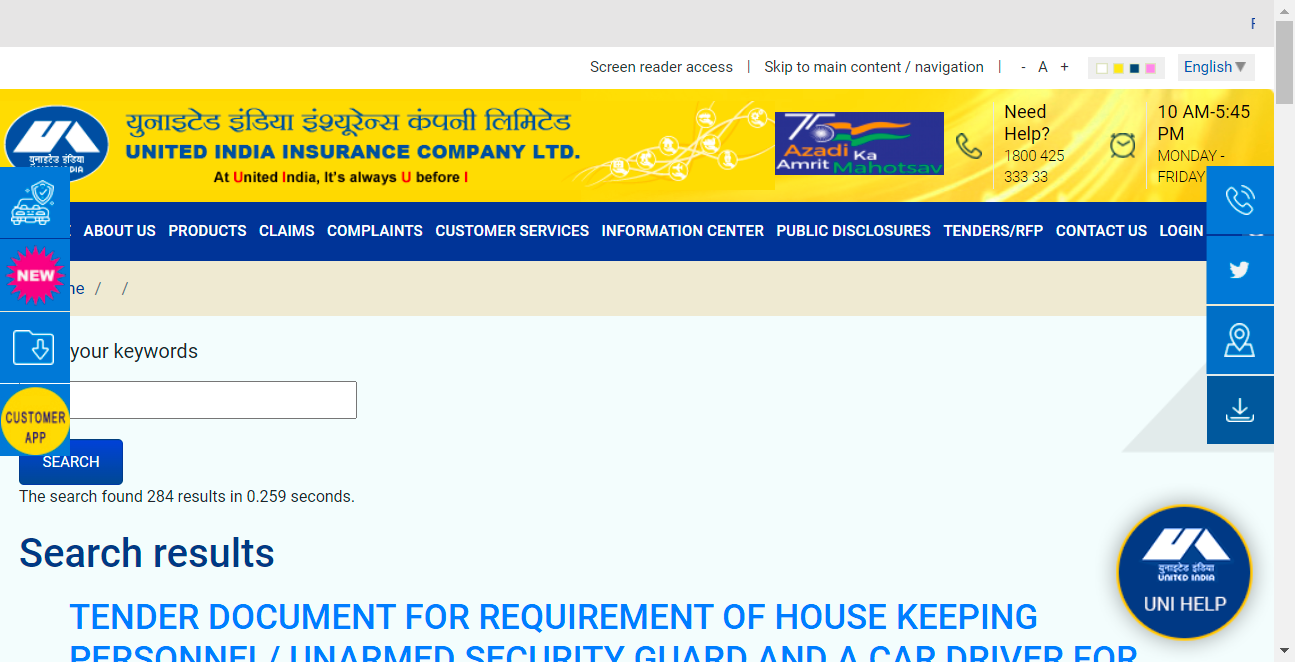 Screen reader access | Skip to main content / navigation | - A + English▼
युनाइटेड इंडिया इंश्यूरेन्स कंपनी लिमिटेड
UNITED INDIA INSURANCE COMPANY LTD.
At United India, It's always U before I
युनाइटेड इंडिया
75
Azadi Ka
Amrit Mahotsav
Need
Help?
1800 425
333 33
10 AM-5:45
PM
MONDAY -
FRIDAY
ABOUT US PRODUCTS CLAIMS COMPLAINTS CUSTOMER SERVICES INFORMATION CENTER PUBLIC DISCLOSURES TENDERS/RFP CONTACT US LOGIN
NEW
/ /
your keywords
CUSTOMER
APP
SEARCH
The search found 284 results in 0.259 seconds.
Search results
TENDER DOCUMENT FOR REQUIREMENT OF HOUSE KEEPING
PERSONNEL/ UNARMED SECURITY GUARD AND A CAR DRIVER FOR
युनाइटेड इंडिया
UNITED INDIA
UNI HELP